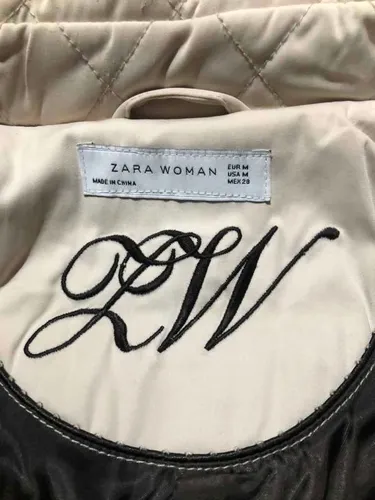 ZARA WOMAN
MADE IN CHINA
EUR M
USA M
MEX 28
ZW